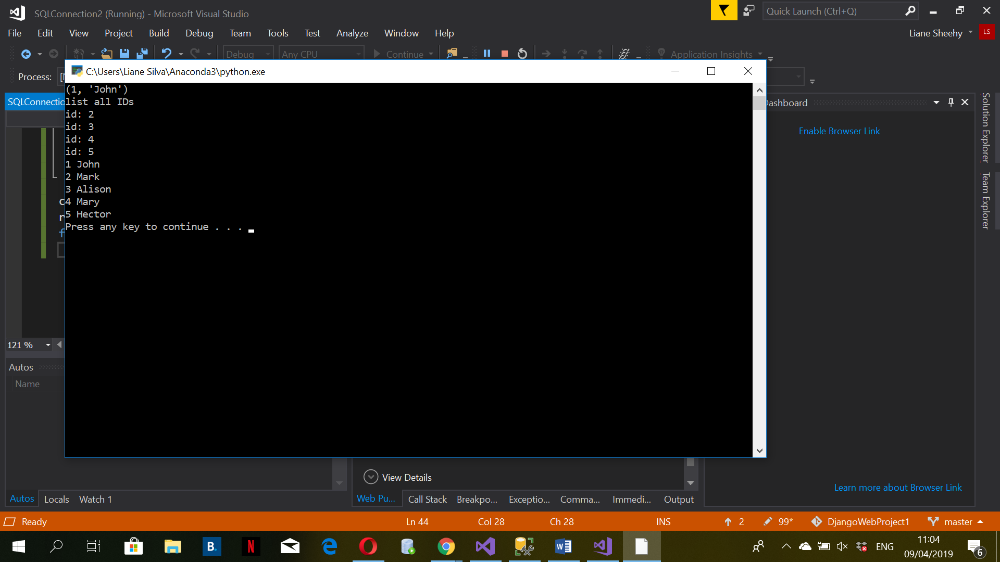 SQLConnection2 (Running) - Microsoft Visual Studio
Quick Launch (Ctrl+Q)
File Edit View Project Build Debug Team Tools Test Analyze Window Help
Liane Sheehy LS
Debug Any CPU Continue Application Insights
Process:
C:\Users\Liane Silva\Anaconda3\python.exe
(1, 'John')
list all IDs
id: 2
id: 3
id: 4
id: 5
1 John
2 Mark
3 Alison
4 Mary
5 Hector
Press any key to continue . . .
SQLConnectio
c
r
f
121 %
Autos
Name
Dashboard
Enable Browser Link
Learn more about Browser Link
Solution Explorer
Team Explorer
View Details
Autos Locals Watch 1
Web Pu... Call Stack Breakpo... Exceptio... Comma... Immedi... Output
Ready Ln 44 Col 28 Ch 28 INS 2 99* DjangoWebProject1 master
B. N W ENG
11:04
09/04/2019
6